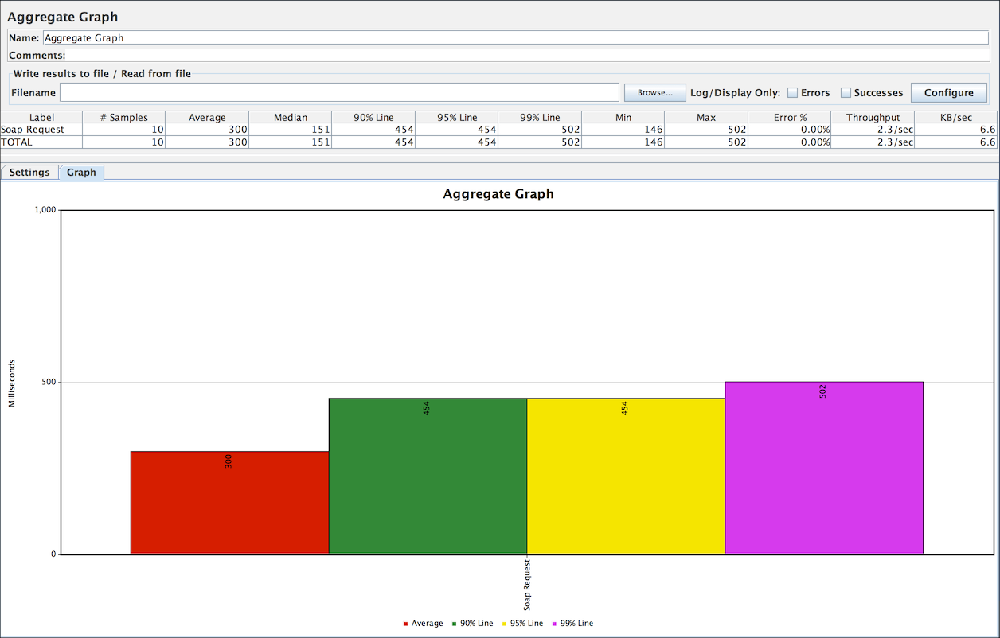 Aggregate Graph
Name: Aggregate Graph
Comments:
Write results to file / Read from file
Filename Browse... Log/Display Only: Errors Successes Configure
Label # Samples Average Median 90% Line 95% Line 99% Line Min Max Error % Throughput KB/sec
Soap Request 10 300 151 454 454 502 146 502 0.00% 2.3/sec 6.6
TOTAL 10 300 151 454 454 502 146 502 0.00% 2.3/sec 6.6
Settings Graph
Aggregate Graph
1,000
500
0
Milliseconds
300
454
454
502
Soap Request
Average 90% Line 95% Line 99% Line